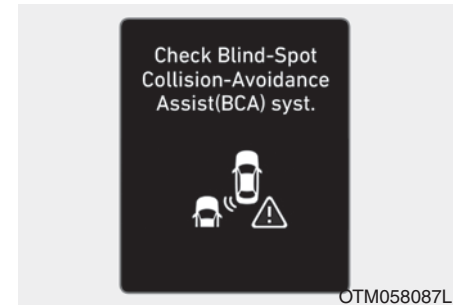 Check Blind-Spot
Collision-Avoidance
Assist(BCA) syst.
OTM058087L